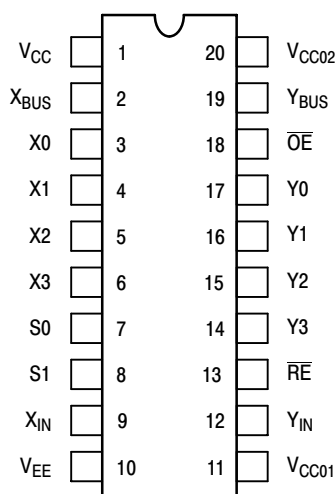 VCC 1 20 VCC02
XBUS 2 19 YBUS
X0 3 18 O̅E̅
X1 4 17 Y0
X2 5 16 Y1
X3 6 15 Y2
S0 7 14 Y3
S1 8 13 R̅E̅
XIN 9 12 YIN
VEE 10 11 VCC01